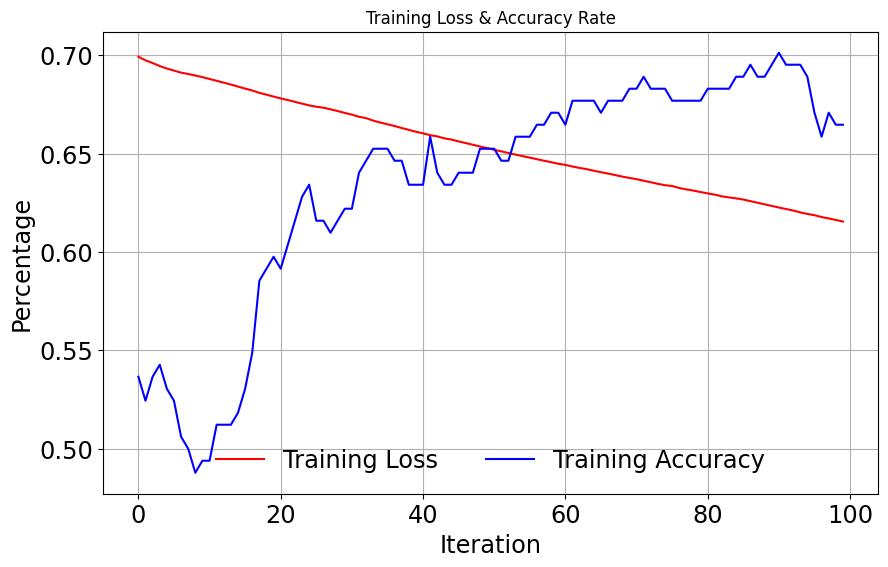 Training Loss & Accuracy Rate
0.70
0.65
0.60
0.55
0.50
Percentage
Training Loss
Training Accuracy
0 20 40 60 80 100
Iteration